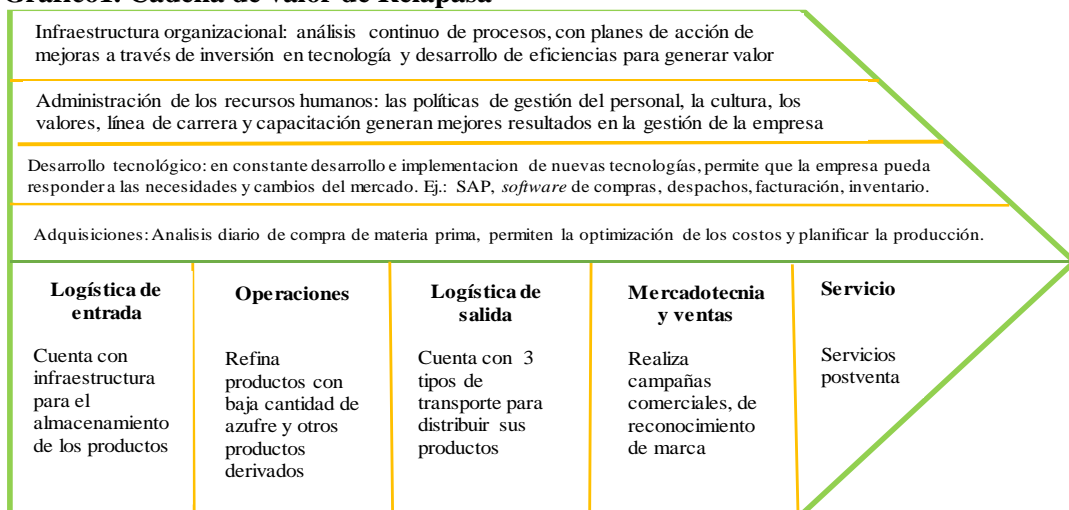 Gráfico1. Cadena de valor de Relapasa
Infraestructura organizacional: análisis continuo de procesos, con planes de acción de
mejoras a través de inversión en tecnología y desarrollo de eficiencias para generar valor
Administración de los recursos humanos: las políticas de gestión del personal, la cultura, los
valores, línea de carrera y capacitación generan mejores resultados en la gestión de la empresa
Desarrollo tecnológico: en constante desarrollo e implementacion de nuevas tecnologías, permite que la empresa pueda
responder a las necesidades y cambios del mercado. Ej.: SAP, software de compras, despachos, facturación, inventario.
Adquisiciones: Analisis diario de compra de materia prima, permiten la optimización de los costos y planificar la producción.
Logística de
entrada
Cuenta con
infraestructura
para el
almacenamiento
de los productos
Operaciones
Refina
productos con
baja cantidad de
azufre y otros
productos
derivados
Logística de
salida
Cuenta con 3
tipos de
transporte para
distribuir sus
productos
Mercadotecnia
y ventas
Realiza
campañas
comerciales, de
reconocimiento
de marca
Servicio
Servicios
postventa